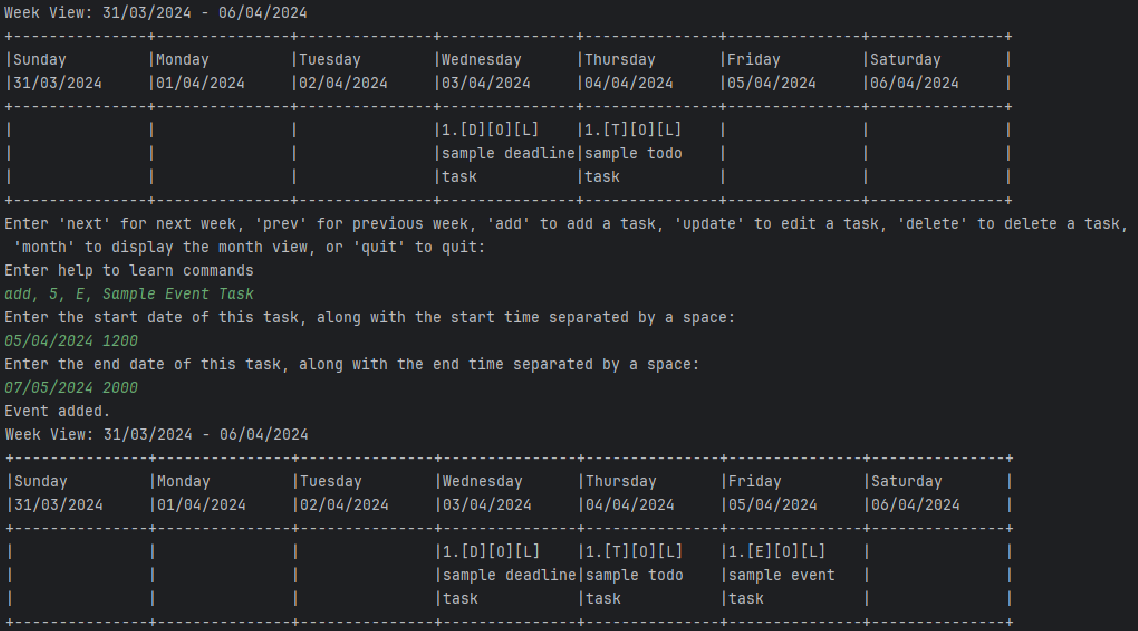 Week View: 31/03/2024 - 06/04/2024
+---------------+---------------+---------------+---------------+---------------+---------------+---------------+
|Sunday         |Monday         |Tuesday        |Wednesday      |Thursday       |Friday         |Saturday       |
|31/03/2024     |01/04/2024     |02/04/2024     |03/04/2024     |04/04/2024     |05/04/2024     |06/04/2024     |
+---------------+---------------+---------------+---------------+---------------+---------------+---------------+
|               |               |               |1.[D][O][L]    |1.[T][O][L]    |               |               |
|               |               |               |sample deadline|sample todo    |               |               |
|               |               |               |task           |task           |               |               |
+---------------+---------------+---------------+---------------+---------------+---------------+---------------+
Enter 'next' for next week, 'prev' for previous week, 'add' to add a task, 'update' to edit a task, 'delete' to delete a task,
 'month' to display the month view, or 'quit' to quit:
Enter help to learn commands
add, 5, E, Sample Event Task
Enter the start date of this task, along with the start time separated by a space:
05/04/2024 1200
Enter the end date of this task, along with the end time separated by a space:
07/05/2024 2000
Event added.
Week View: 31/03/2024 - 06/04/2024
+---------------+---------------+---------------+---------------+---------------+---------------+---------------+
|Sunday         |Monday         |Tuesday        |Wednesday      |Thursday       |Friday         |Saturday       |
|31/03/2024     |01/04/2024     |02/04/2024     |03/04/2024     |04/04/2024     |05/04/2024     |06/04/2024     |
+---------------+---------------+---------------+---------------+---------------+---------------+---------------+
|               |               |               |1.[D][O][L]    |1.[T][O][L]    |1.[E][O][L]    |               |
|               |               |               |sample deadline|sample todo    |sample event   |               |
|               |               |               |task           |task           |task           |               |
+---------------+---------------+---------------+---------------+---------------+---------------+---------------+